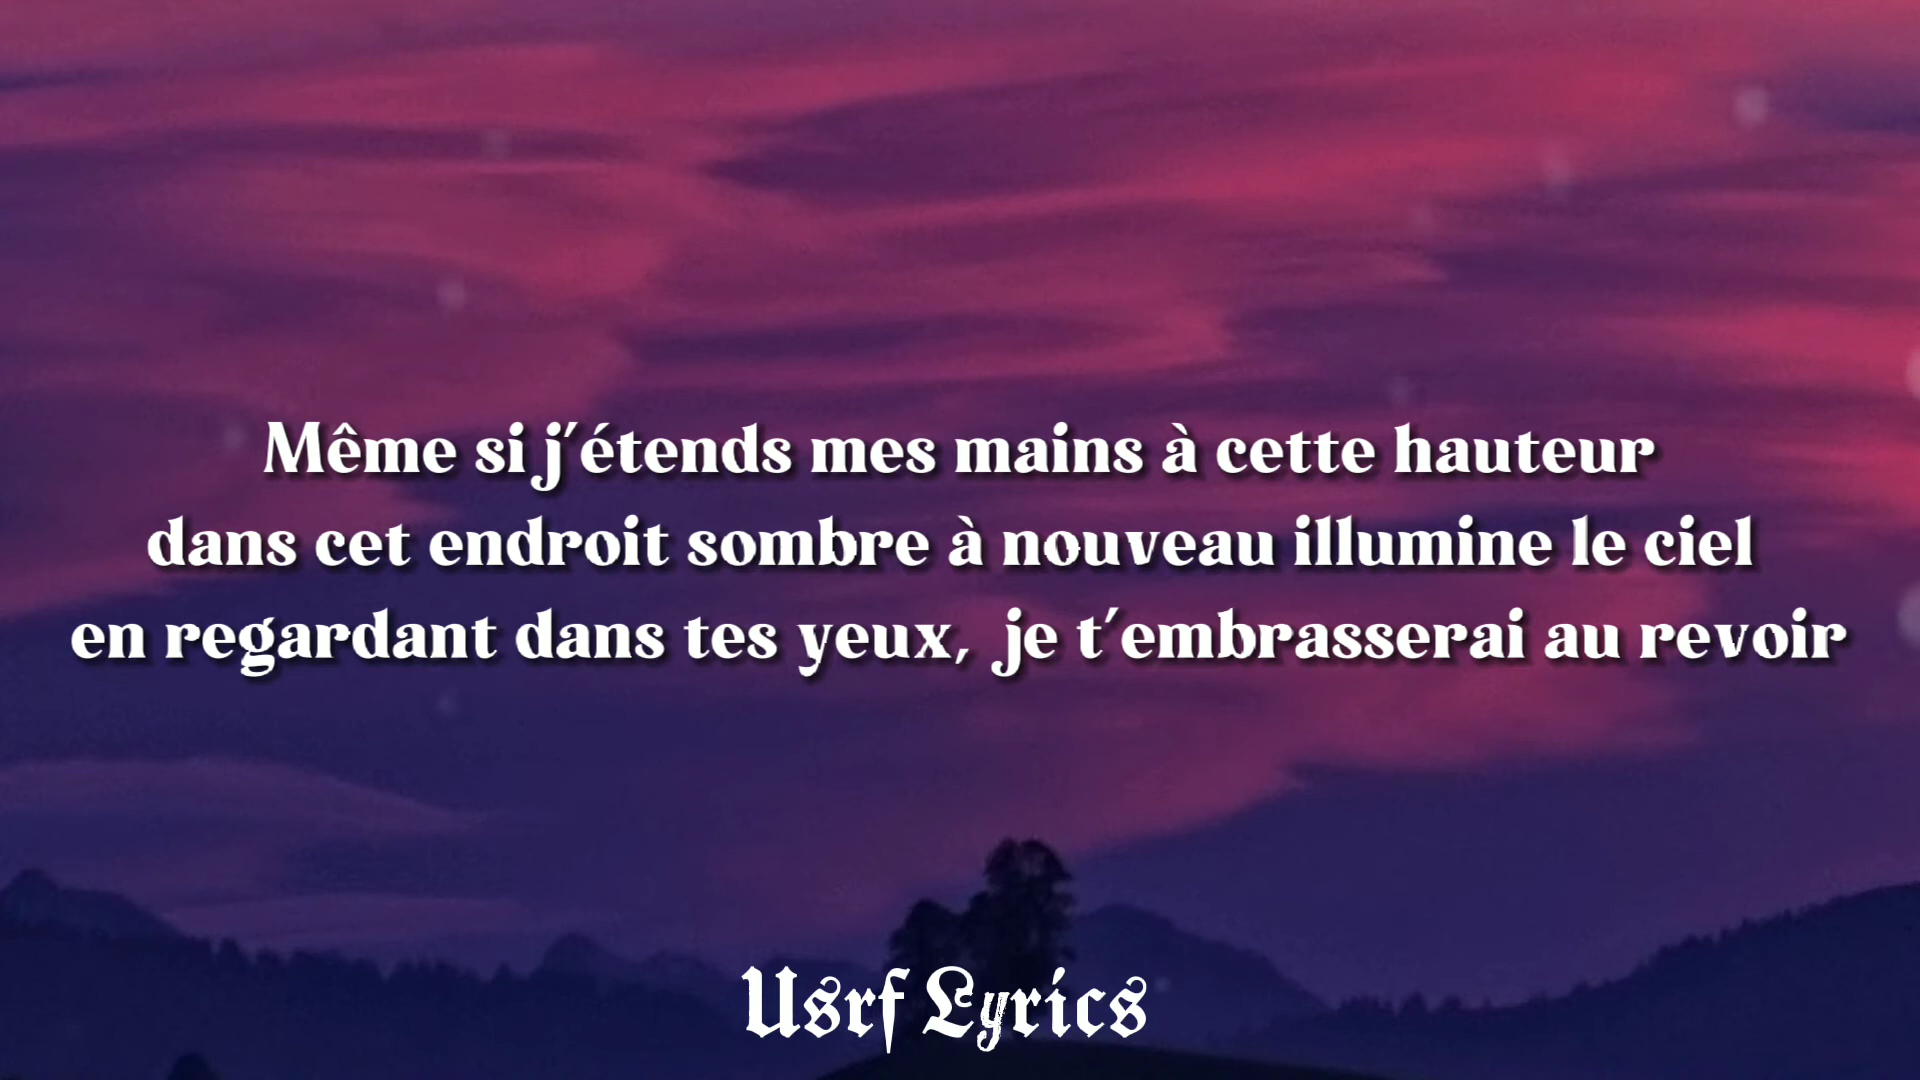 Même si j'étends mes mains à cette hauteur
dans cet endroit sombre à nouveau illumine le ciel
en regardant dans tes yeux, je t'embrasserai au revoir
Usrf Lyrics